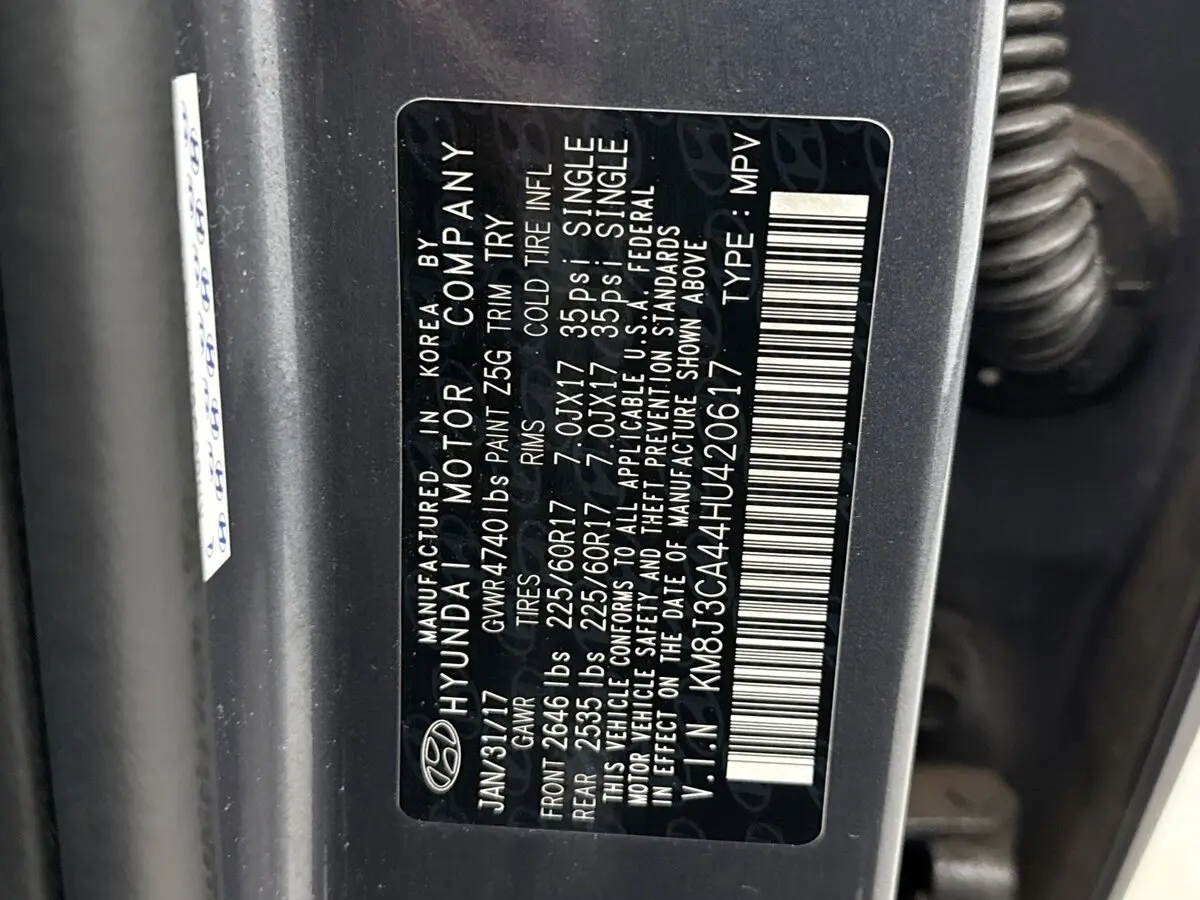 MANUFACTURED IN KOREA BY
HYUNDAI MOTOR COMPANY
JAN/31/17 GVWR4740lbs PAINT Z5G TRIM TRY
GAWR TIRES RIMS COLD TIRE INFL
FRONT 2646 lbs 225/60R17 7.0JX17 35psi SINGLE
REAR 2535 lbs 225/60R17 7.0JX17 35psi SINGLE
THIS VEHICLE CONFORMS TO ALL APPLICABLE U.S.A. FEDERAL
MOTOR VEHICLE SAFETY AND THEFT PREVENTION STANDARDS
IN EFFECT ON THE DATE OF MANUFACTURE SHOWN ABOVE
V.I.N KM8J3CA44HU420617 TYPE : MPV